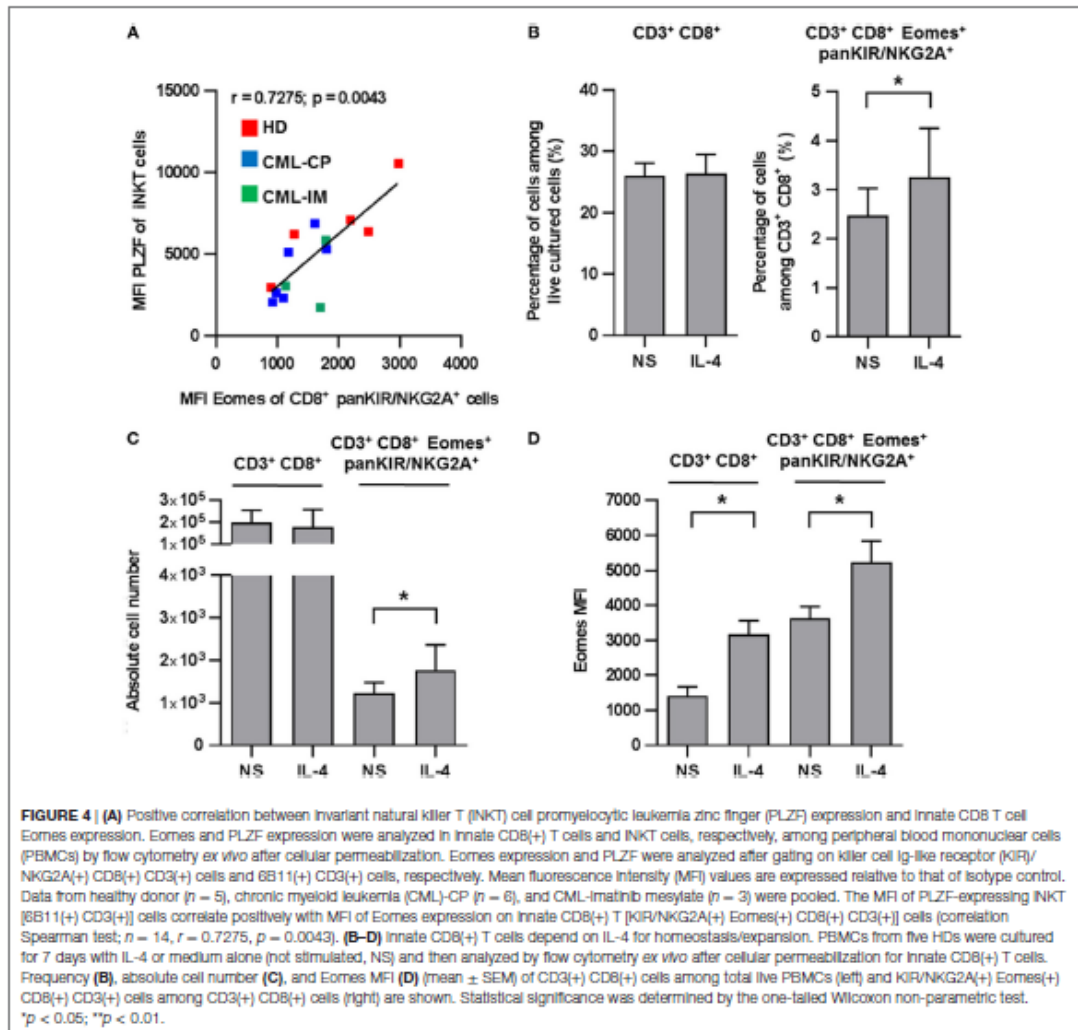 A
r = 0.7275; p = 0.0043
HD
CML-CP
CML-IM
MFI PLZF of iNKT cells
15000
10000
5000
0
0 1000 2000 3000 4000
MFI Eomes of CD8⁺ panKIR/NKG2A⁺ cells
B
CD3⁺ CD8⁺
Percentage of cells among
live cultured cells (%)
40
30
20
10
0
NS IL-4
CD3⁺ CD8⁺ Eomes⁺
panKIR/NKG2A⁺
*
Percentage of cells
among CD3⁺ CD8⁺ (%)
5
4
3
2
1
0
NS IL-4
C
CD3⁺ CD8⁺
CD3⁺ CD8⁺ Eomes⁺
panKIR/NKG2A⁺
Absolute cell number
3x 10⁵
2x 10⁵
1x 10⁵
4x 10³
3x 10³
2x 10³
1x 10³
0
*
NS IL-4 NS IL-4
D
CD3⁺ CD8⁺
CD3⁺ CD8⁺ Eomes⁺
panKIR/NKG2A⁺
Eomes MFI
7000
6000
5000
4000
3000
2000
1000
0
* *
NS IL-4 NS IL-4
FIGURE 4 | (A) Positive correlation between invariant natural killer T (iNKT) cell promyelocytic leukemia zinc finger (PLZF) expression and innate CD8 T cell
Eomes expression. Eomes and PLZF expression were analyzed in innate CD8(+) T cells and iNKT cells, respectively, among peripheral blood mononuclear cells
(PBMCs) by flow cytometry ex vivo after cellular permeabilization. Eomes expression and PLZF were analyzed after gating on killer cell Ig-like receptor (KIR)/
NKG2A(+) CD8(+) CD3(+) cells and 6B11(+) CD3(+) cells, respectively. Mean fluorescence intensity (MFI) values are expressed relative to that of isotype control.
Data from healthy donor (n = 5), chronic myeloid leukemia (CML)-CP (n = 6), and CML-imatinib mesylate (n = 3) were pooled. The MFI of PLZF-expressing iNKT
[6B11(+) CD3(+)] cells correlate positively with MFI of Eomes expression on innate CD8(+) T [KIR/NKG2A(+) Eomes(+) CD8(+) CD3(+)] cells (correlation
Spearman test; n = 14, r = 0.7275, p = 0.0043). (B–D) Innate CD8(+) T cells depend on IL-4 for homeostasis/expansion. PBMCs from five HDs were cultured
for 7 days with IL-4 or medium alone (not stimulated, NS) and then analyzed by flow cytometry ex vivo after cellular permeabilization for innate CD8(+) T cells.
Frequency (B), absolute cell number (C), and Eomes MFI (D) (mean ± SEM) of CD3(+) CD8(+) cells among total live PBMCs (left) and KIR/NKG2A(+) Eomes(+)
CD8(+) CD3(+) cells among CD3(+) CD8(+) cells (right) are shown. Statistical significance was determined by the one-tailed Wilcoxon non-parametric test.
*p < 0.05; **p < 0.01.